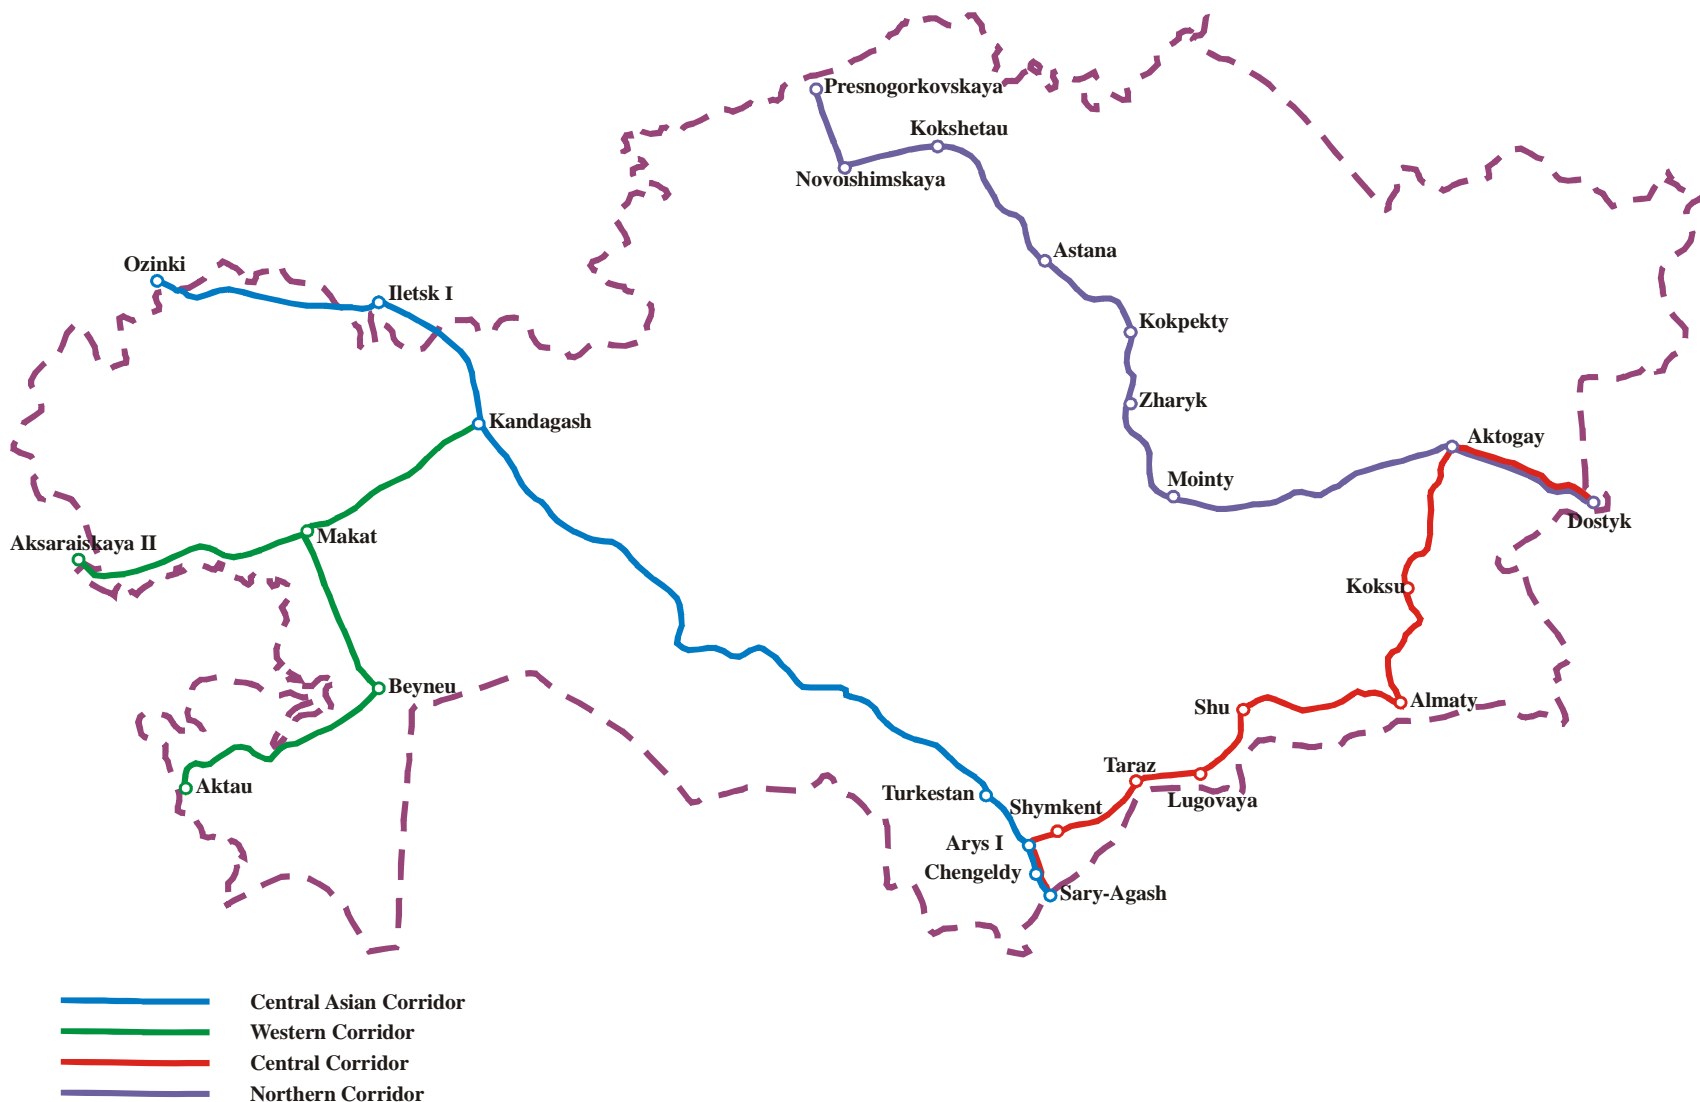 Presnogorkovskaya
Kokshetau
Novoishimskaya
Astana
Ozinki
Iletsk I
Kokpekty
Zharyk
Kandagash
Aktogay
Mointy
Dostyk
Makat
Aksaraiskaya II
Koksu
Beyneu
Almaty
Shu
Taraz
Aktau
Turkestan
Lugovaya
Shymkent
Arys I
Chengeldy
Sary-Agash
Central Asian Corridor
Western Corridor
Central Corridor
Northern Corridor